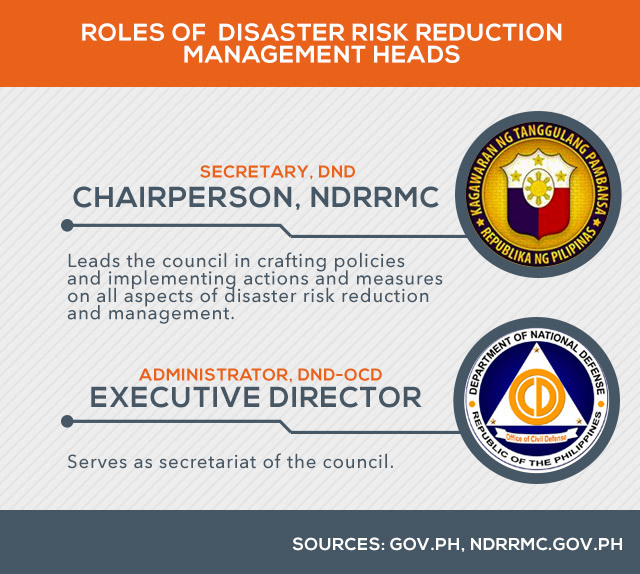 ROLES OF DISASTER RISK REDUCTION
MANAGEMENT HEADS
SECRETARY, DND
CHAIRPERSON, NDRRMC
KAGAWARAN NG TANGGULANG PAMBANSA
REPUBLIKA NG PILIPINAS
Leads the council in crafting policies
and implementing actions and measures
on all aspects of disaster risk reduction
and management.
ADMINISTRATOR, DND-OCD
EXECUTIVE DIRECTOR
DEPARTMENT OF NATIONAL DEFENSE
OCD
Office of Civil Defense
REPUBLIC OF THE PHILIPPINES
Serves as secretariat of the council.
SOURCES: GOV.PH, NDRRMC.GOV.PH